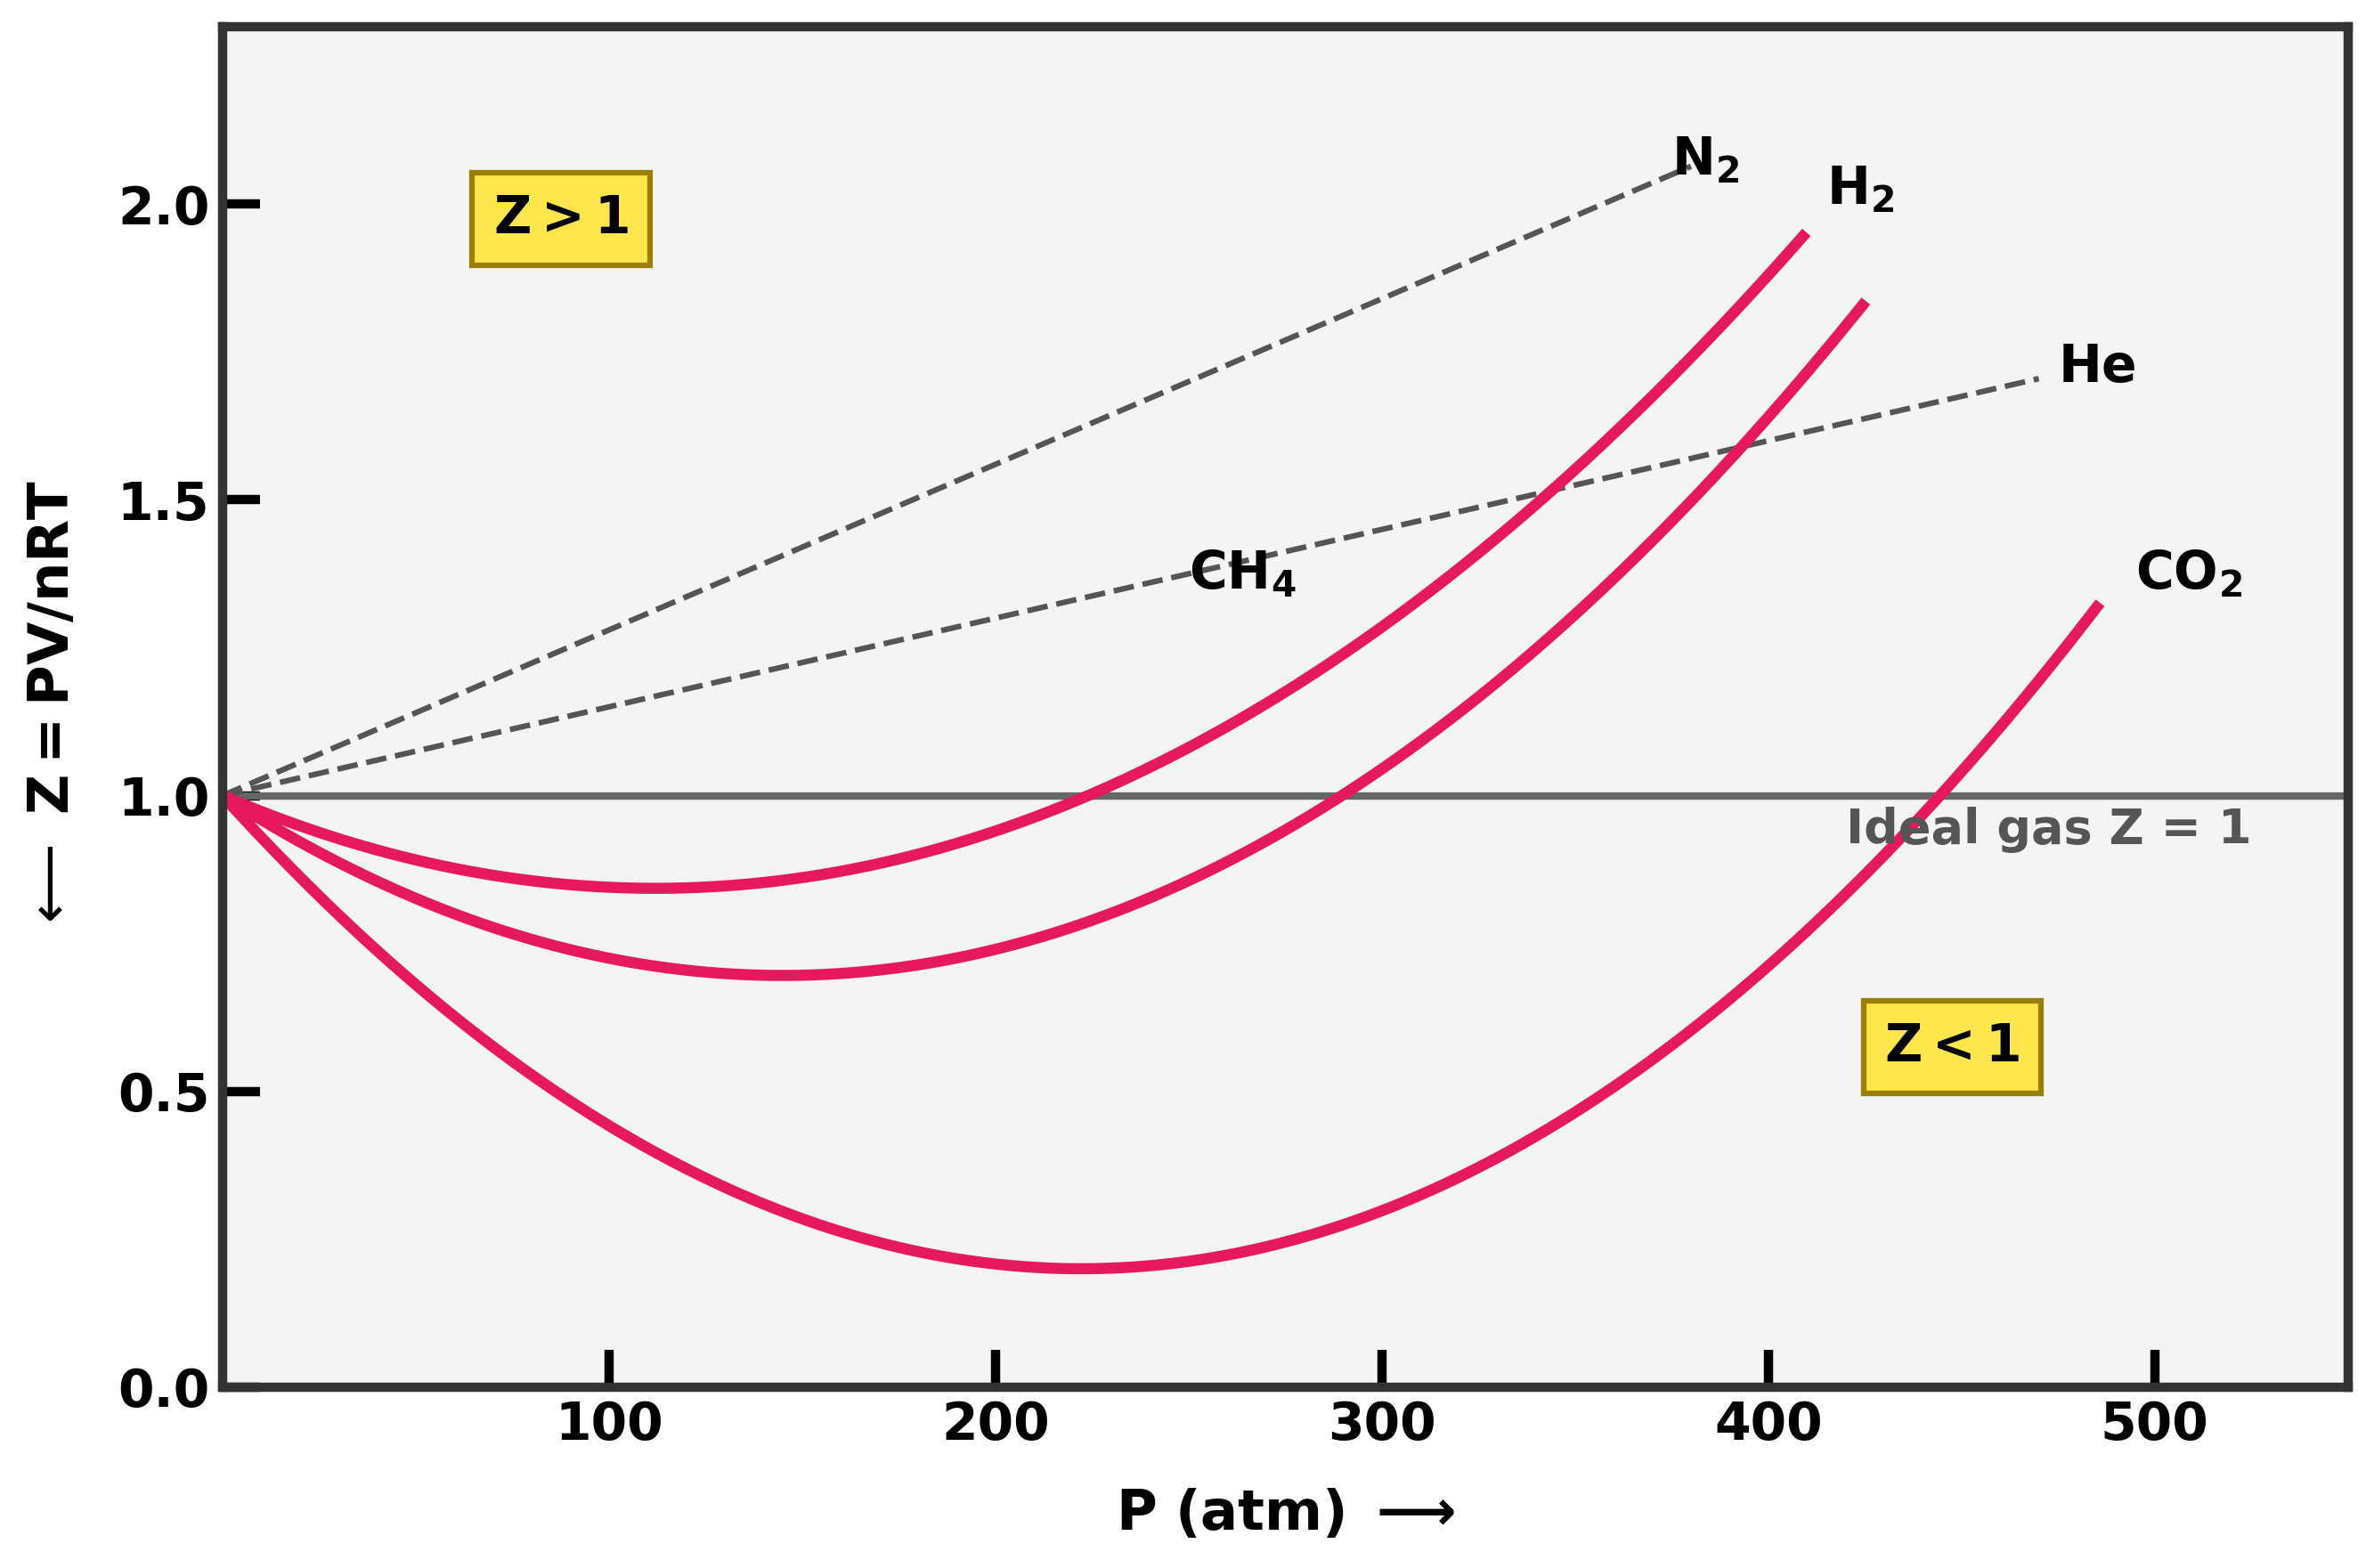 N₂
H₂
Z > 1
He
CH₄
CO₂
Ideal gas Z = 1
Z < 1
2.0
1.5
1.0
0.5
0.0
⟵ Z = PV/nRT
100 200 300 400 500
P (atm) ⟶